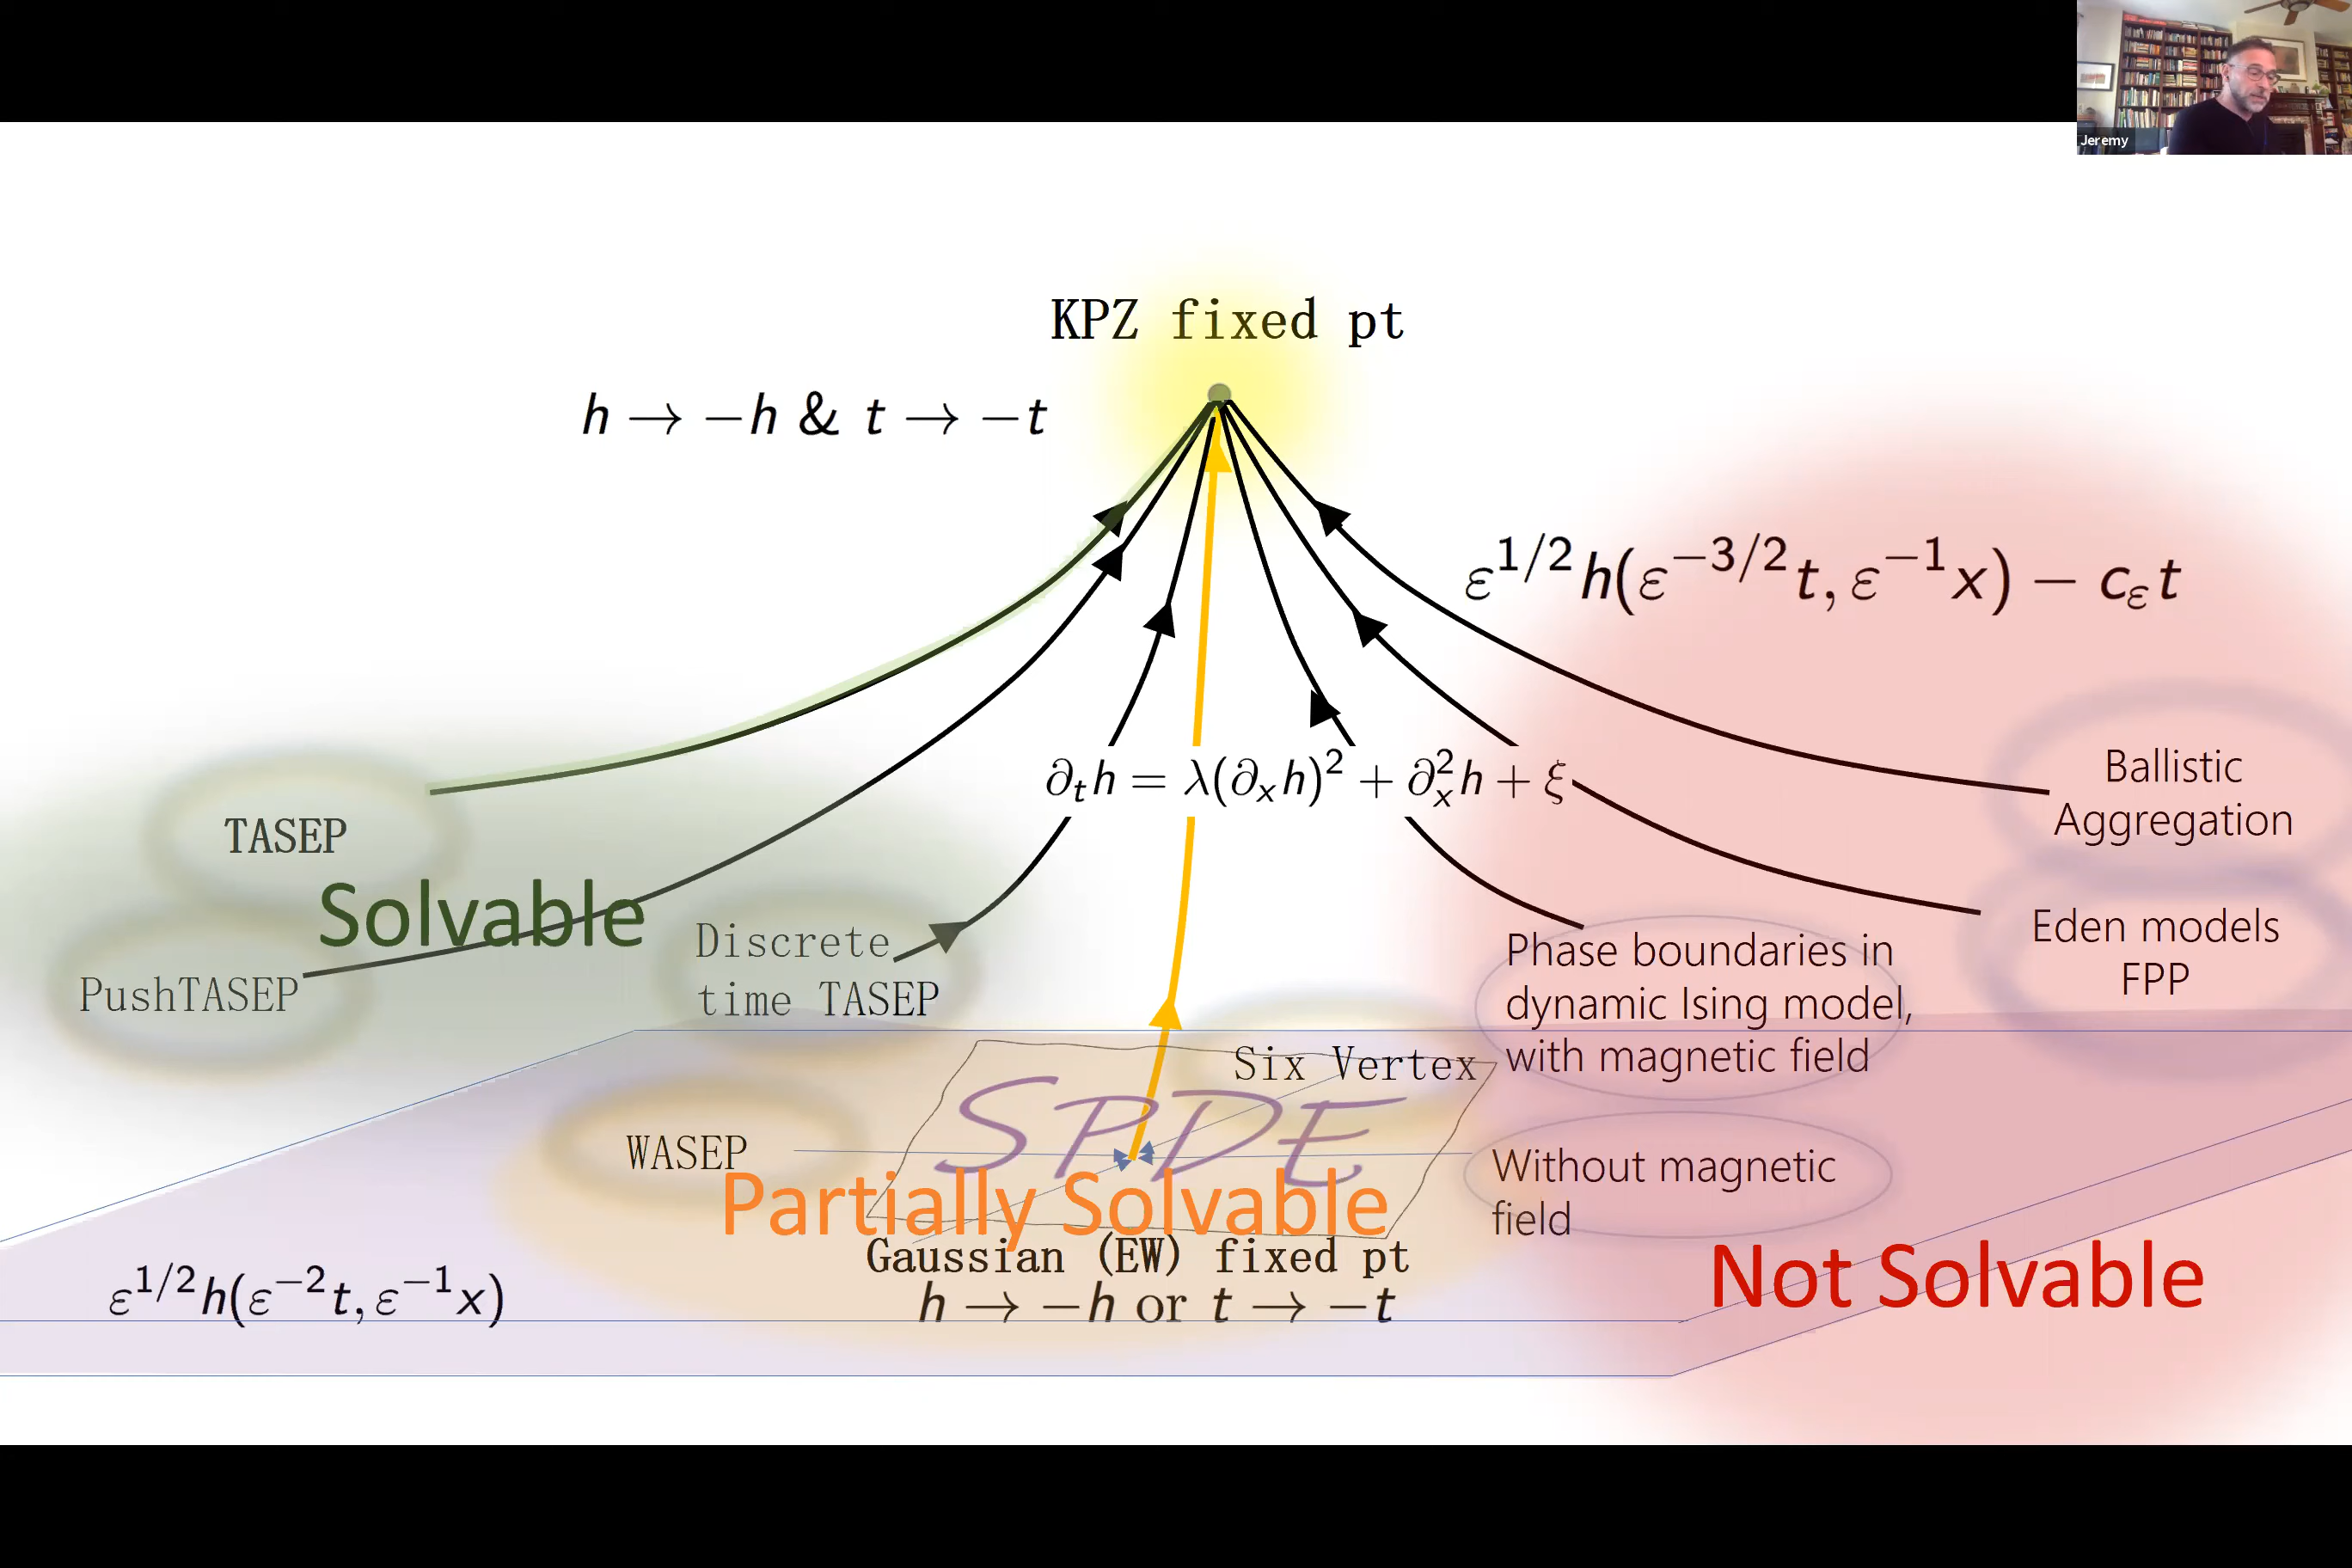 Jeremy
KPZ fixed pt
h → −h & t → −t
ε^{1/2}h(ε^{−3/2}t, ε^{−1}x) − c_ε t
∂_t h = λ(∂_x h)^2 + ∂_x^2 h + ξ
Ballistic
Aggregation
TASEP
Solvable
Discrete
time TASEP
PushTASEP
Eden models
FPP
Phase boundaries in
dynamic Ising model,
with magnetic field
Six Vertex
SPDE
WASEP
Without magnetic
field
Partially Solvable
Gaussian (EW) fixed pt
h → −h or t → −t
ε^{1/2}h(ε^{−2}t, ε^{−1}x)
Not Solvable